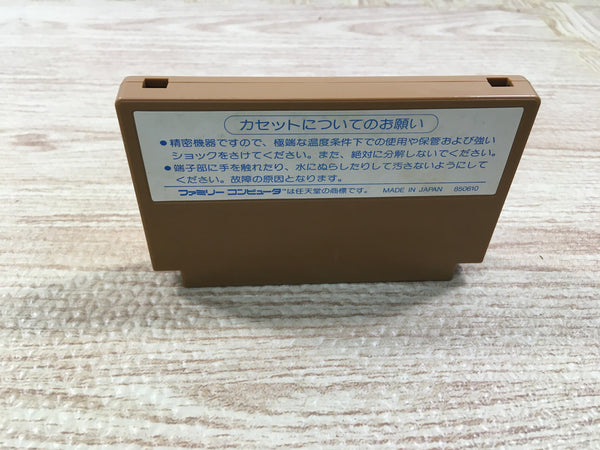 カセットについてのお願い
●精密機器ですので、極端な温度条件下での使用や保管および強い
ショックをさけてください。また、絶対に分解しないでください。
●端子部に手を触れたり、水にぬらしたりして汚さないようにして
ください。故障の原因となります。
ファミリーコンピュータ™は任天堂の商標です。 MADE IN JAPAN 850610